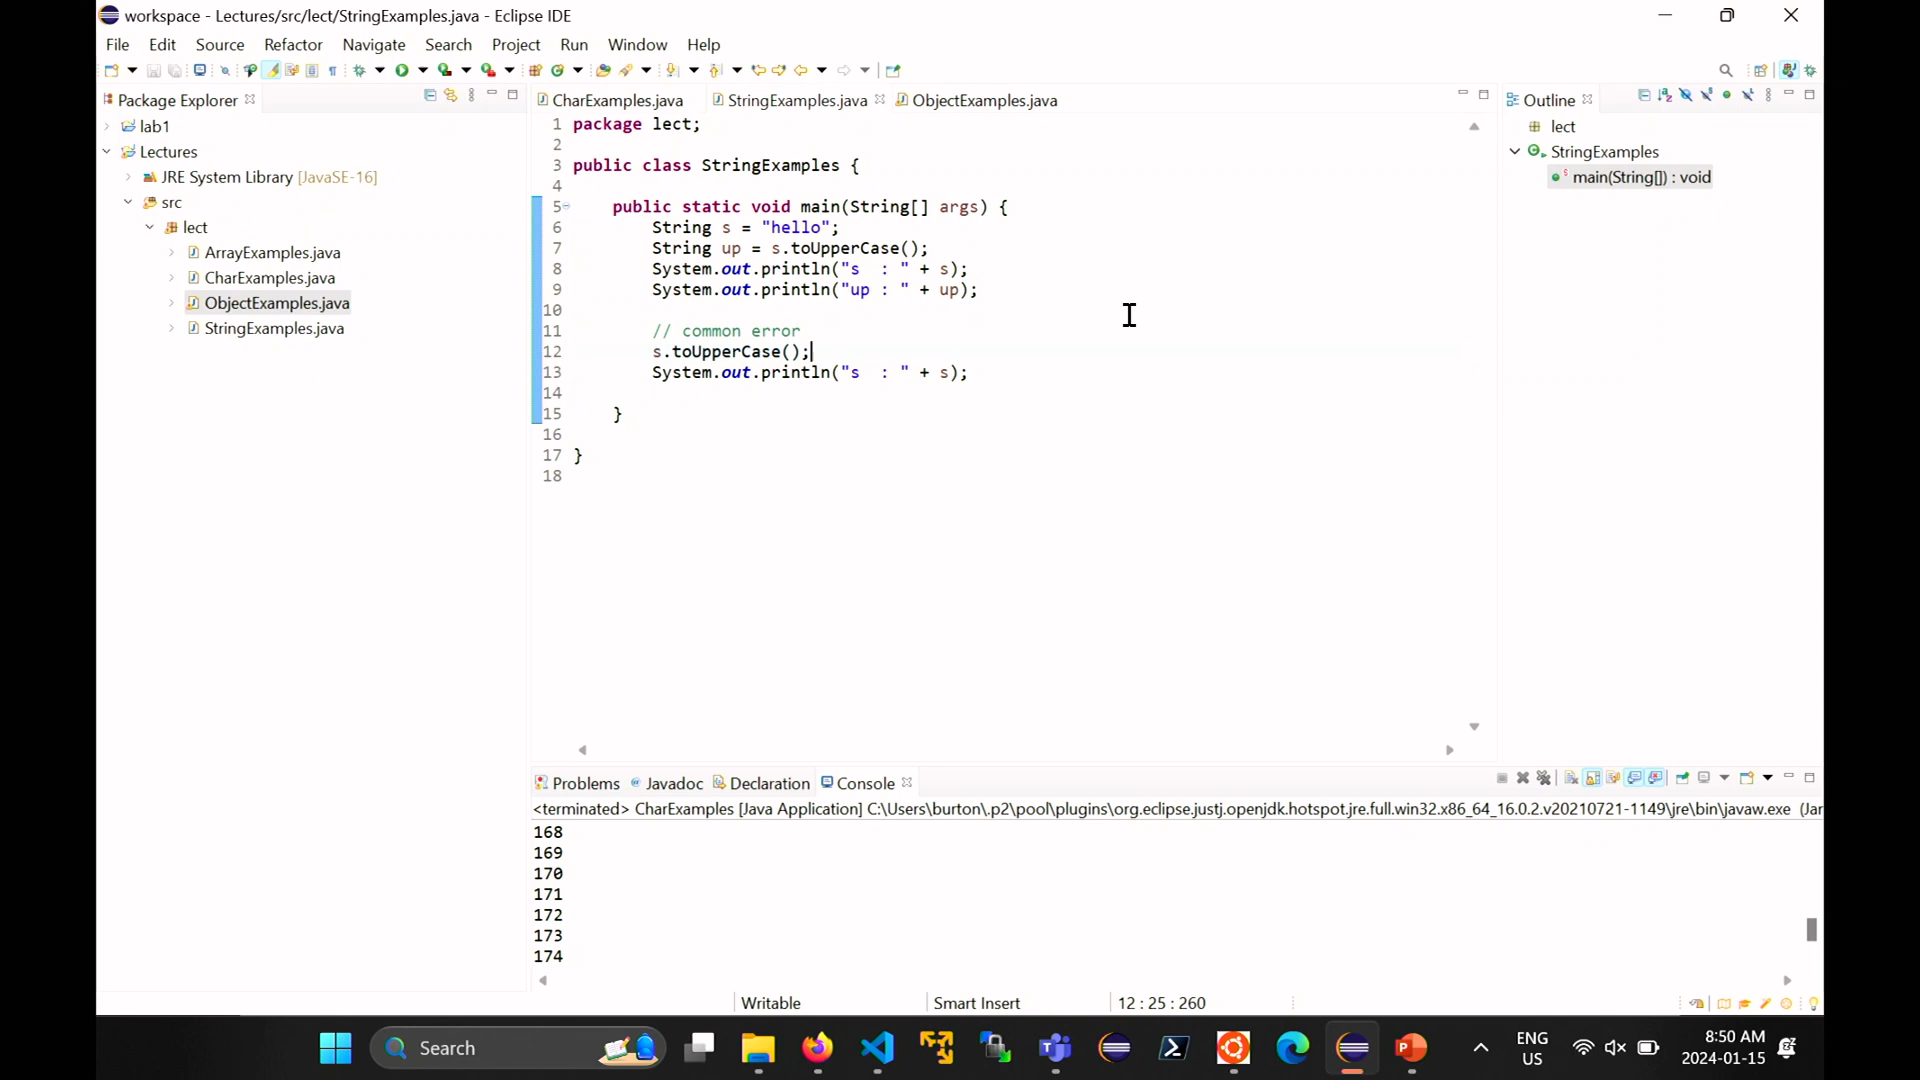 workspace - Lectures/src/lect/StringExamples.java - Eclipse IDE
File Edit Source Refactor Navigate Search Project Run Window Help
Package Explorer
lab1
Lectures
JRE System Library [JavaSE-16]
src
lect
ArrayExamples.java
CharExamples.java
ObjectExamples.java
StringExamples.java
CharExamples.java StringExamples.java ObjectExamples.java
1 package lect;
2
3 public class StringExamples {
4
5 public static void main(String[] args) {
6 String s = "hello";
7 String up = s.toUpperCase();
8 System.out.println("s  : " + s);
9 System.out.println("up : " + up);
10
11 // common error
12 s.toUpperCase();
13 System.out.println("s  : " + s);
14
15 }
16
17 }
18
Outline
lect
StringExamples
main(String[]) : void
Problems Javadoc Declaration Console
<terminated> CharExamples [Java Application] C:\Users\burton\.p2\pool\plugins\org.eclipse.justj.openjdk.hotspot.jre.full.win32.x86_64_16.0.2.v20210721-1149\jre\bin\javaw.exe (Jar
168
169
170
171
172
173
174
Writable Smart Insert 12 : 25 : 260
Search
ENG
US
8:50 AM
2024-01-15